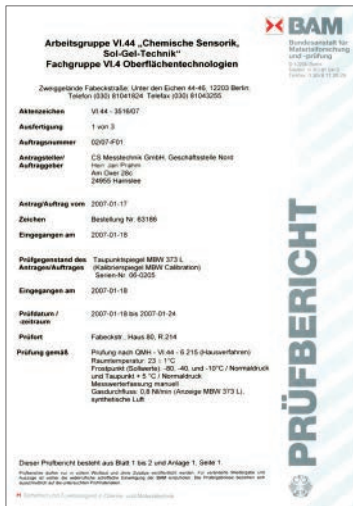 BAM
Bundesanstalt für
Materialforschung
und -prüfung
Arbeitsgruppe VI.44 „Chemische Sensorik,
Sol-Gel-Technik“
Fachgruppe VI.4 Oberflächentechnologien
Zweiggelände Fabeckstraße: Unter den Eichen 44-46, 12203 Berlin,
Telefon (030) 81041924 Telefax (030) 81043255
Aktenzeichen VI.44 - 3516/07
Ausfertigung 1 von 3
Auftragsnummer 02/07-F01
Antragsteller/ CS Messtechnik GmbH, Geschäftsstelle Nord
Auftraggeber Herr Jan Prahm
Am Oxer 28c
24955 Harrislee
Antrag/Auftrag vom 2007-01-17
Zeichen Bestellung Nr. 63186
Eingegangen am 2007-01-18
Prüfgegenstand des Taupunktspiegel MBW 373 L
Antrages/Auftrages (Kalibrierspiegel MBW Calibration)
Serien-Nr. 06-0205
Eingegangen am 2007-01-18
Prüfdatum / 2007-01-18 bis 2007-01-24
-zeitraum
Prüfort Fabeckstr., Haus 80, R.214
Prüfung gemäß Prüfung nach QMH - VI.44 - 6.215 (Hausverfahren)
Raumtemperatur: 23 ± 1°C
Frostpunkt (Sollwerte): -80, -40, und -10°C / Normaldruck
und Taupunkt + 5 °C / Normaldruck
Messwerterfassung manuell
Gasdurchfluss: 0,8 Nl/min (Anzeige MBW 373 L),
synthetische Luft
PRÜFBERICHT
Dieser Prüfbericht besteht aus Blatt 1 bis 2 und Anlage 1, Seite 1.